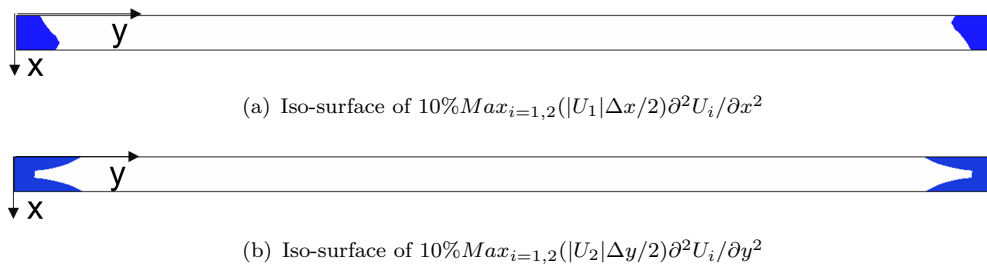 y
x
(a) Iso-surface of 10%Max_{i=1,2}(|U_1|Δx/2)∂²U_i/∂x²
y
x
(b) Iso-surface of 10%Max_{i=1,2}(|U_2|Δy/2)∂²U_i/∂y²